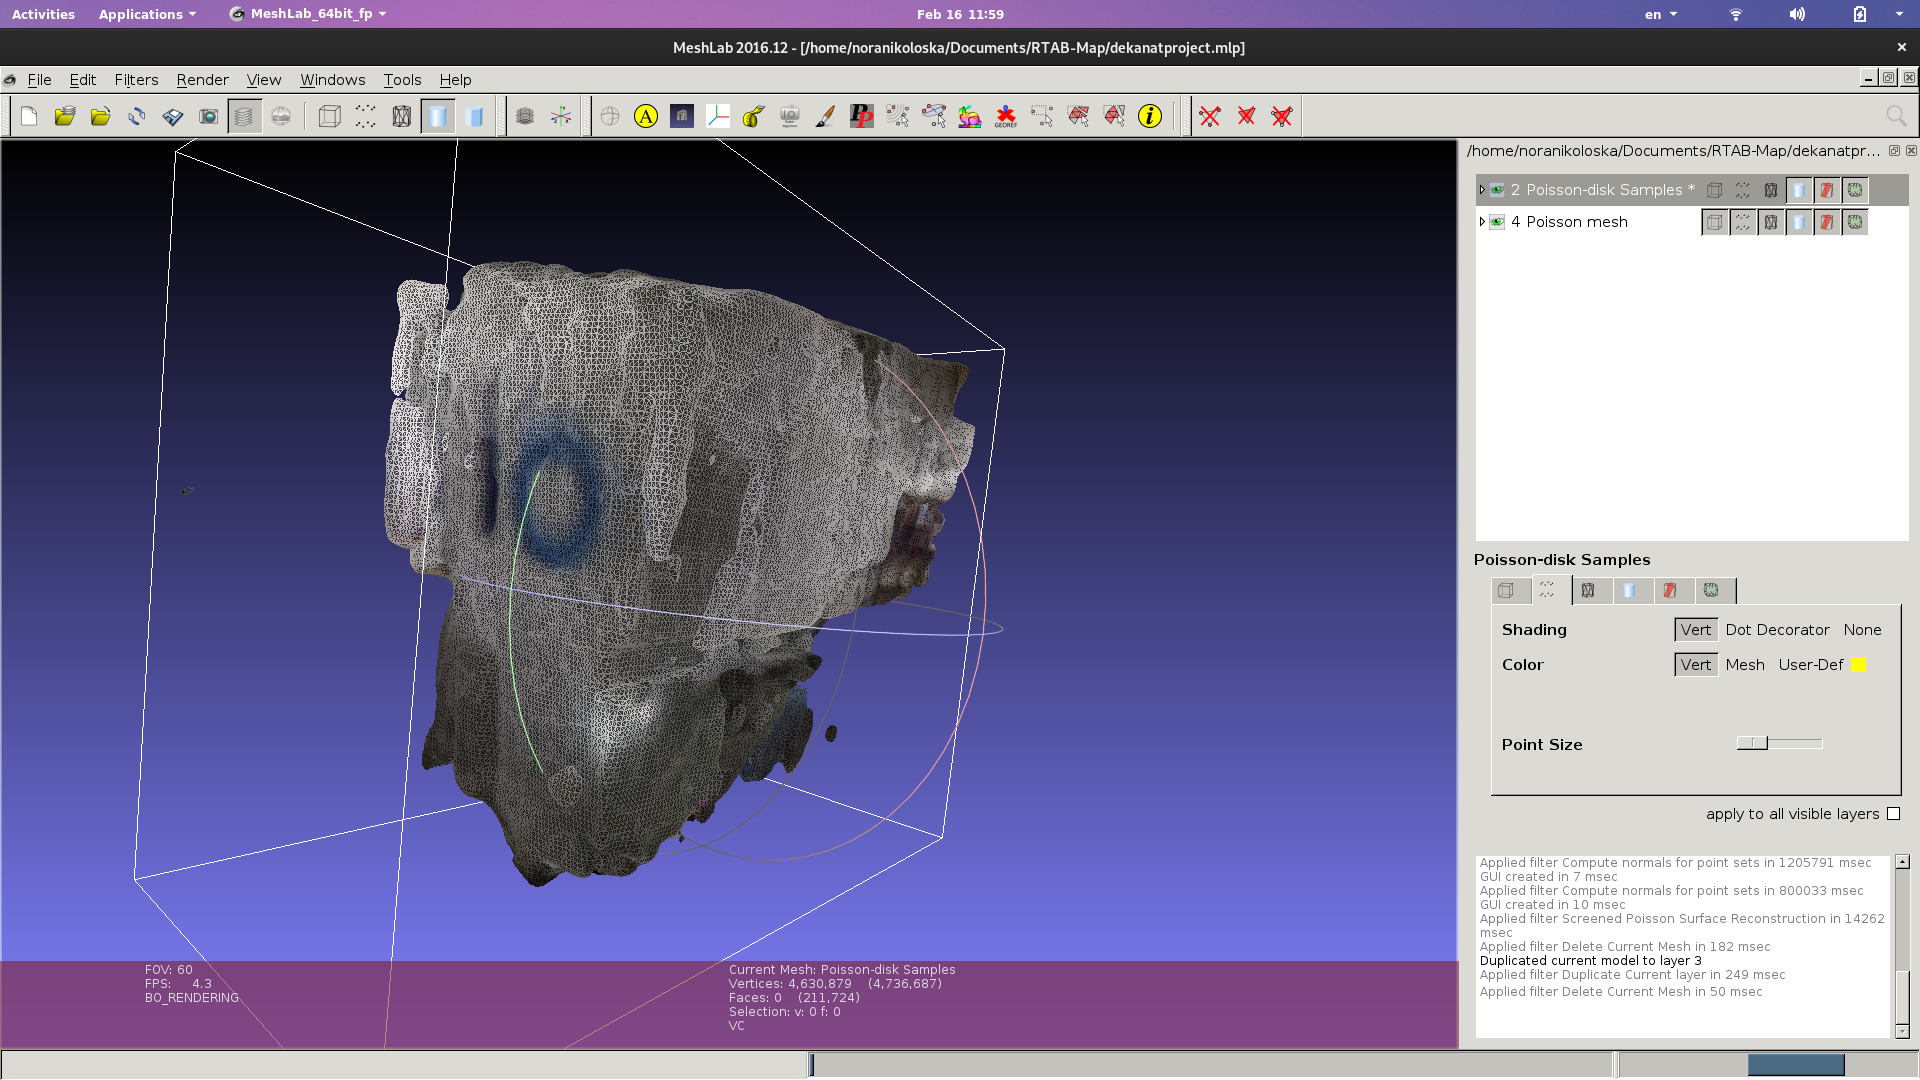 Activities Applications MeshLab_64bit_fp Feb 16 11:59 en
MeshLab 2016.12 - [/home/noranikoloska/Documents/RTAB-Map/dekanatproject.mlp]
File Edit Filters Render View Windows Tools Help
A PP GEOREF i
/home/noranikoloska/Documents/RTAB-Map/dekanatpr...
2 Poisson-disk Samples *
4 Poisson mesh
Poisson-disk Samples
Shading Vert Dot Decorator None
Color Vert Mesh User-Def
Point Size
apply to all visible layers
Applied filter Compute normals for point sets in 1205791 msec
GUI created in 7 msec
Applied filter Compute normals for point sets in 800033 msec
GUI created in 10 msec
Applied filter Screened Poisson Surface Reconstruction in 14262
msec
Applied filter Delete Current Mesh in 182 msec
Duplicated current model to layer 3
Applied filter Duplicate Current layer in 249 msec
Applied filter Delete Current Mesh in 50 msec
FOV: 60
FPS: 4.3
BO_RENDERING
Current Mesh: Poisson-disk Samples
Vertices: 4,630,879 (4,736,687)
Faces: 0 (211,724)
Selection: v: 0 f: 0
VC